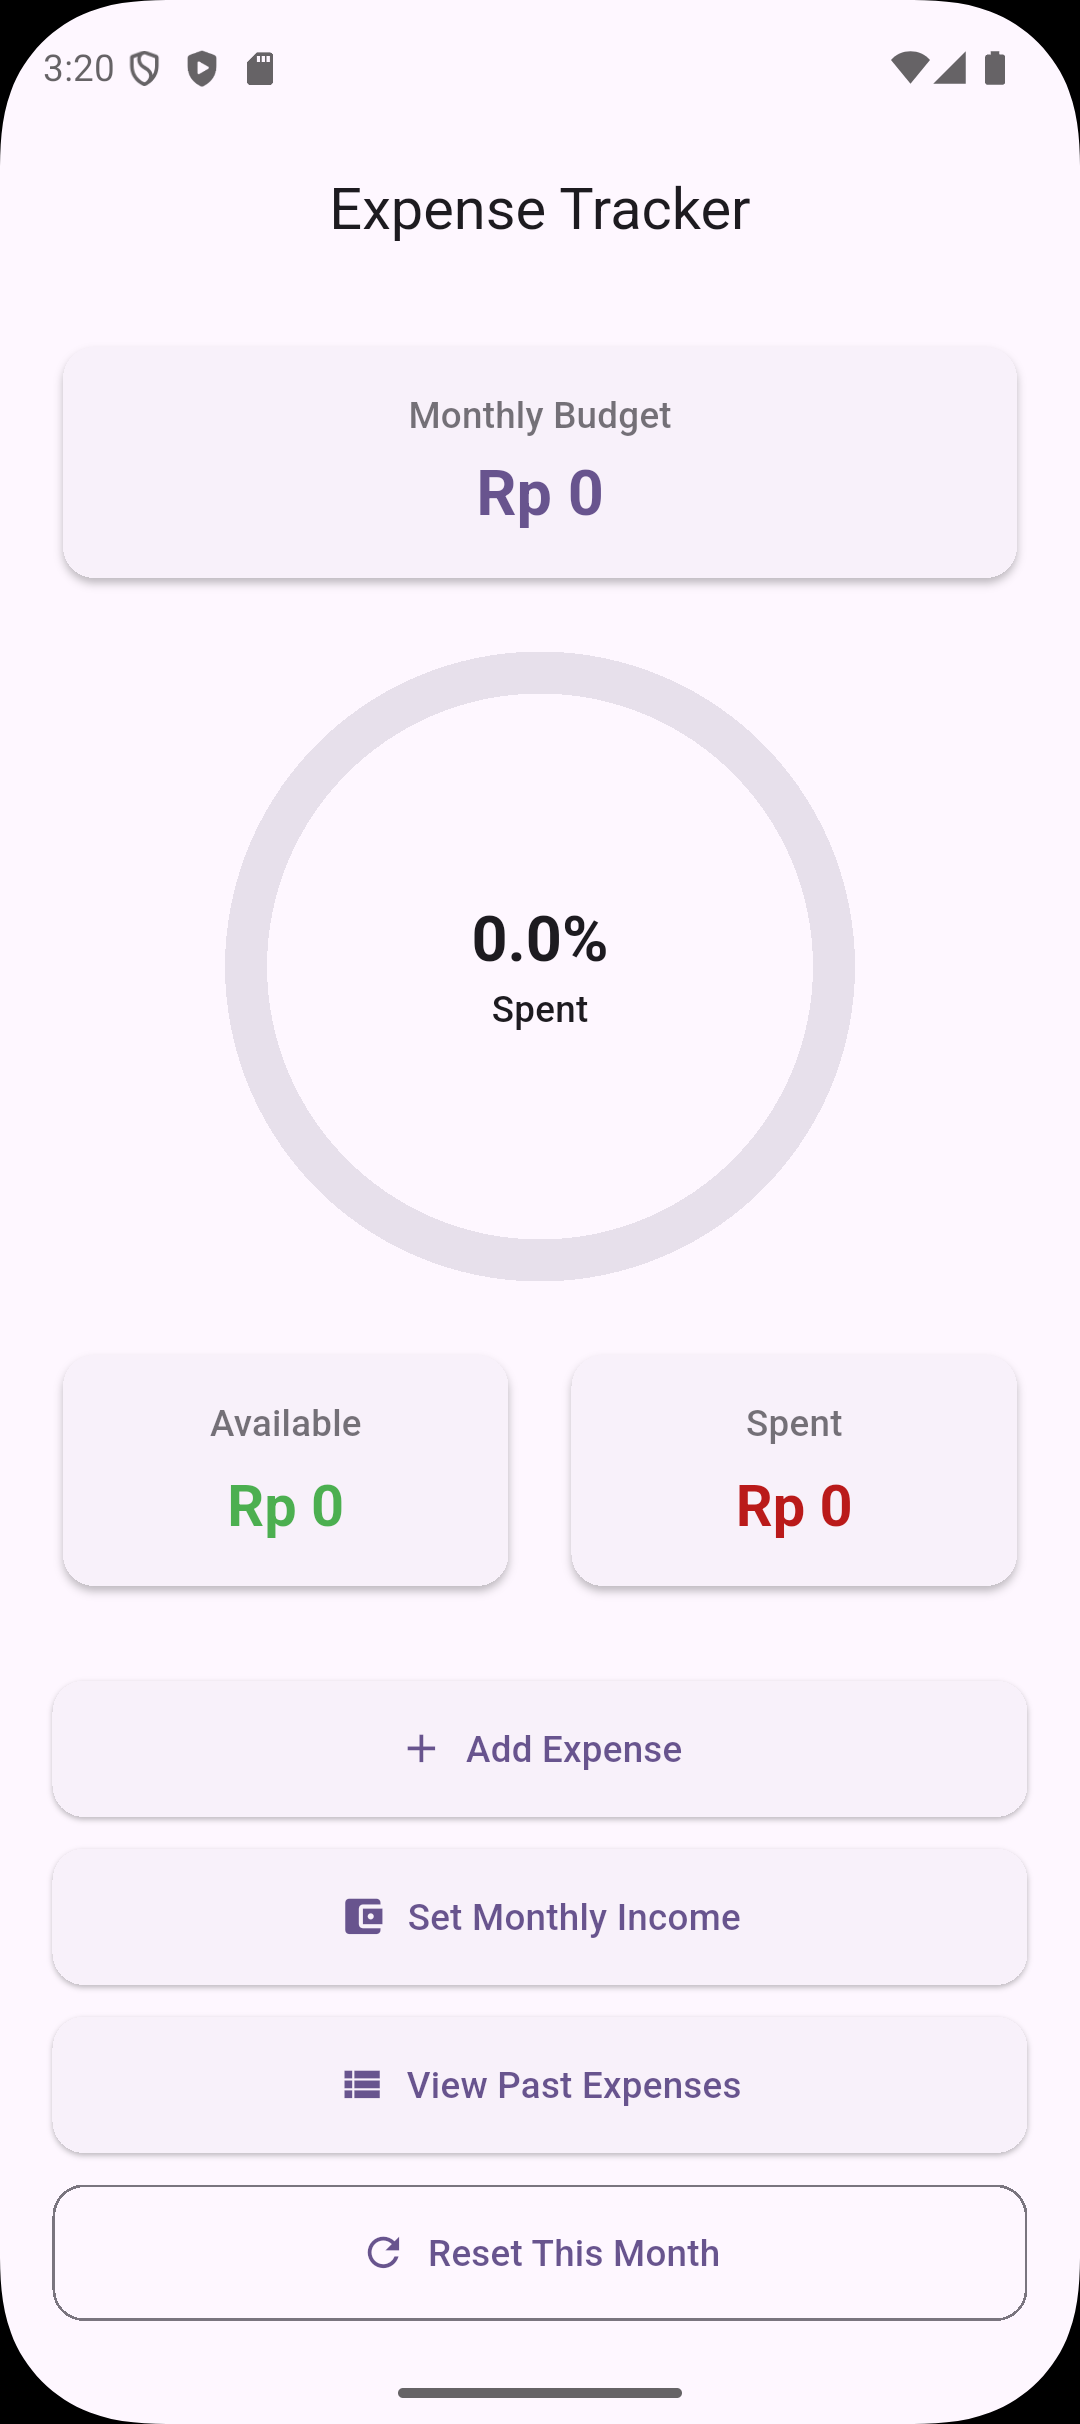 3:20
Expense Tracker
Monthly Budget
Rp 0
0.0%
Spent
Available
Rp 0
Spent
Rp 0
Add Expense
Set Monthly Income
View Past Expenses
Reset This Month